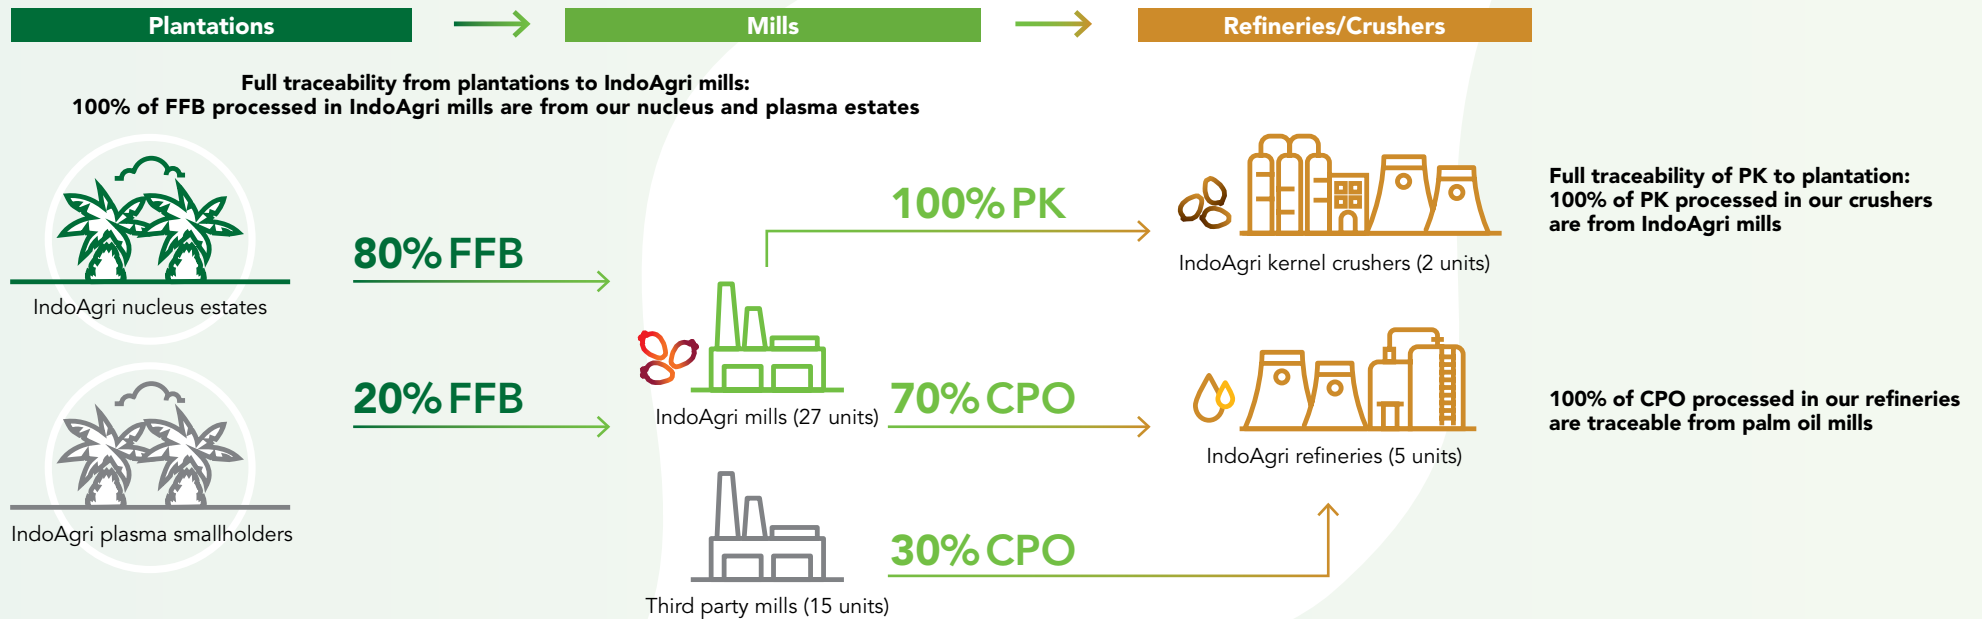 Plantations
Mills
Refineries/Crushers
Full traceability from plantations to IndoAgri mills:
100% of FFB processed in IndoAgri mills are from our nucleus and plasma estates
80% FFB
IndoAgri nucleus estates
20% FFB
IndoAgri plasma smallholders
100% PK
IndoAgri mills (27 units)
70% CPO
30% CPO
Third party mills (15 units)
IndoAgri kernel crushers (2 units)
Full traceability of PK to plantation:
100% of PK processed in our crushers
are from IndoAgri mills
IndoAgri refineries (5 units)
100% of CPO processed in our refineries
are traceable from palm oil mills